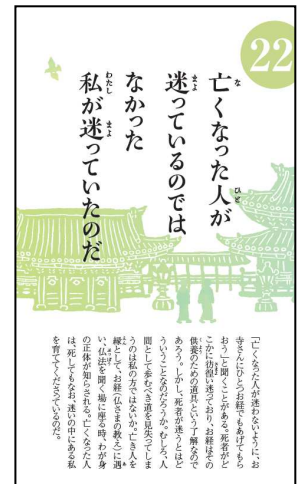 22
亡くなった人が
迷っているのでは
なかった
私が迷っていたのだ
「亡くなった人が迷わないように、お
寺さんにひとつお経でもあげてもら
おう」と聞くことがある。死者がど
こかに彷徨い迷っており、お経はその
供養のための道具という了解なので
あろう。しかし、死者が迷うとはど
ういうことなのだろうか。むしろ、人
間として歩むべき道を見失ってしま
うのは私の方ではないか。亡き人を
縁として、お経（仏さまの教え）に遇
い、仏法を聞く場に座る時、わが身
の正体が知らされる。亡くなった人
は、死してもなお、迷いの中にある私
を育ててくださっているのだ。